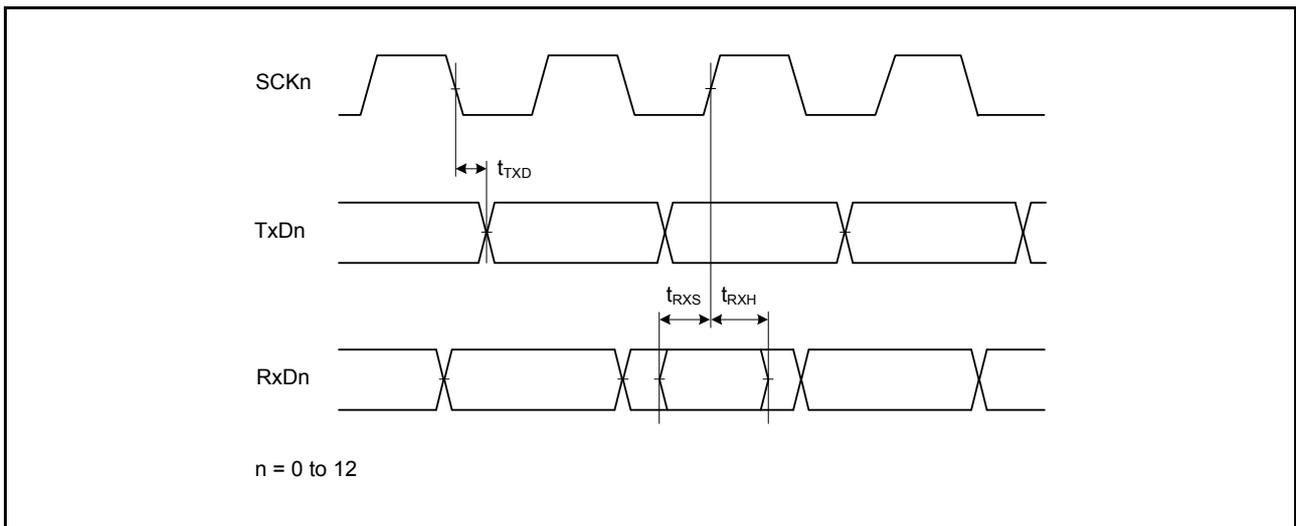 SCKn
tTXD
TxDn
tRXS tRXH
RxDn
n = 0 to 12